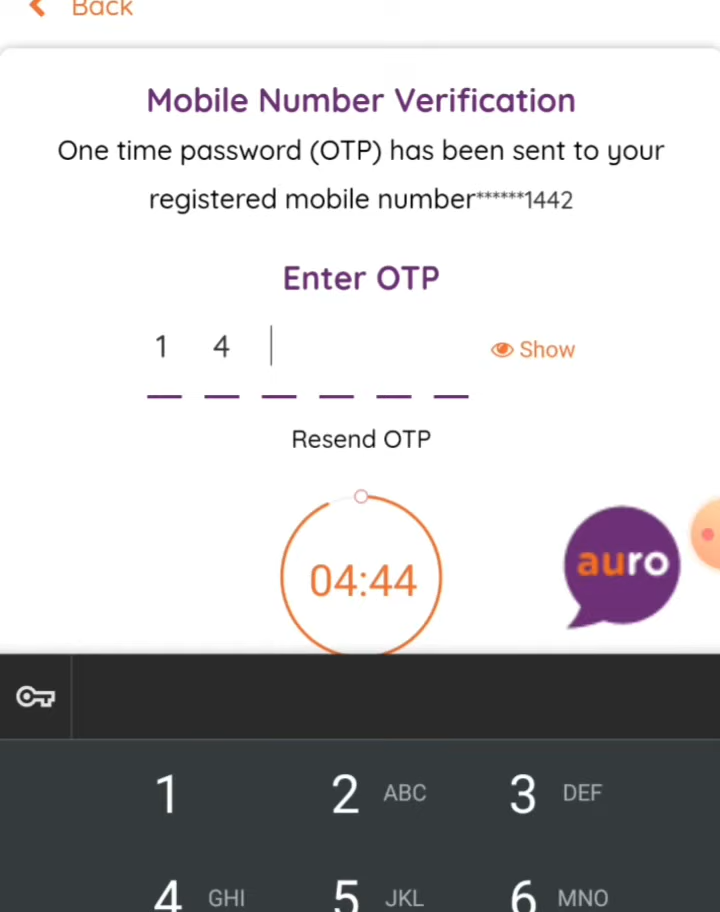 Back
Mobile Number Verification
One time password (OTP) has been sent to your
registered mobile number******1442
Enter OTP
1 4
Show
Resend OTP
04:44
auro
1
2 ABC
3 DEF
4 GHI
5 JKL
6 MNO